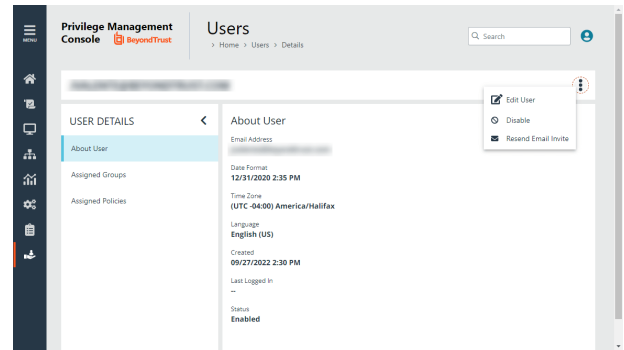 MENU
Privilege Management
Console BeyondTrust
Users
> Home > Users > Details
Search
Edit User
Disable
Resend Email Invite
USER DETAILS
About User
Assigned Groups
Assigned Policies
About User
Email Address
Date Format
12/31/2020 2:35 PM
Time Zone
(UTC -04:00) America/Halifax
Language
English (US)
Created
09/27/2022 2:30 PM
Last Logged In
--
Status
Enabled